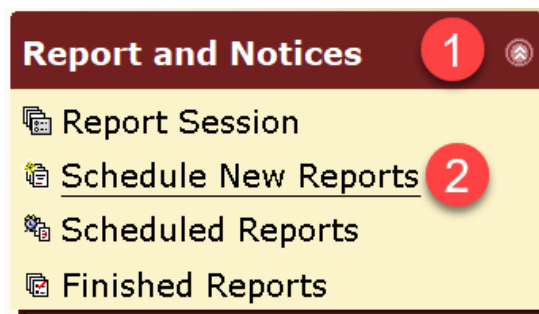 Report and Notices 1
Report Session
Schedule New Reports 2
Scheduled Reports
Finished Reports